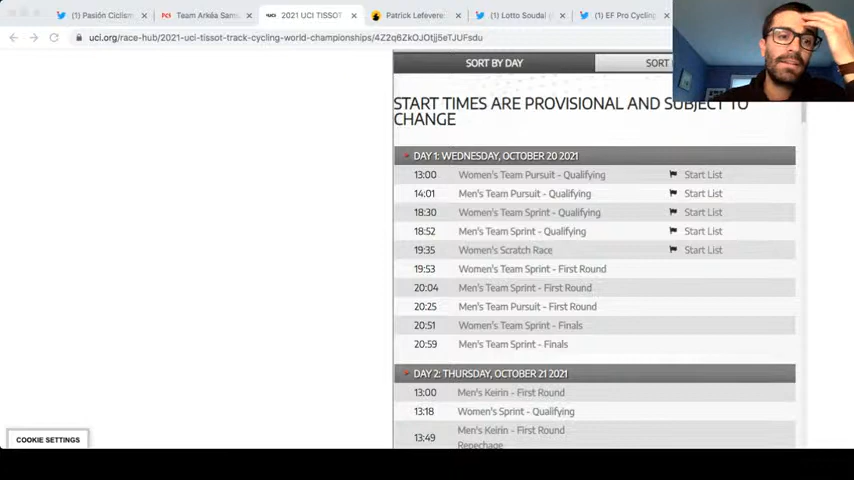 (1) Pasión Ciclism
Team Arkéa Sams
2021 UCI TISSOT
Patrick Lefevere
(1) Lotto Soudal (
(1) EF Pro Cycling
uci.org/race-hub/2021-uci-tissot-track-cycling-world-championships/4Z2q6ZkOJOtjj5eTJUFsdu
SORT BY DAY
SORT
START TIMES ARE PROVISIONAL AND SUBJECT TO
CHANGE
DAY 1: WEDNESDAY, OCTOBER 20 2021
13:00 Women's Team Pursuit - Qualifying Start List
14:01 Men's Team Pursuit - Qualifying Start List
18:30 Women's Team Sprint - Qualifying Start List
18:52 Men's Team Sprint - Qualifying Start List
19:35 Women's Scratch Race Start List
19:53 Women's Team Sprint - First Round
20:04 Men's Team Sprint - First Round
20:25 Men's Team Pursuit - First Round
20:51 Women's Team Sprint - Finals
20:59 Men's Team Sprint - Finals
DAY 2: THURSDAY, OCTOBER 21 2021
13:00 Men's Keirin - First Round
13:18 Women's Sprint - Qualifying
13:49 Men's Keirin - First Round
Repechage
COOKIE SETTINGS